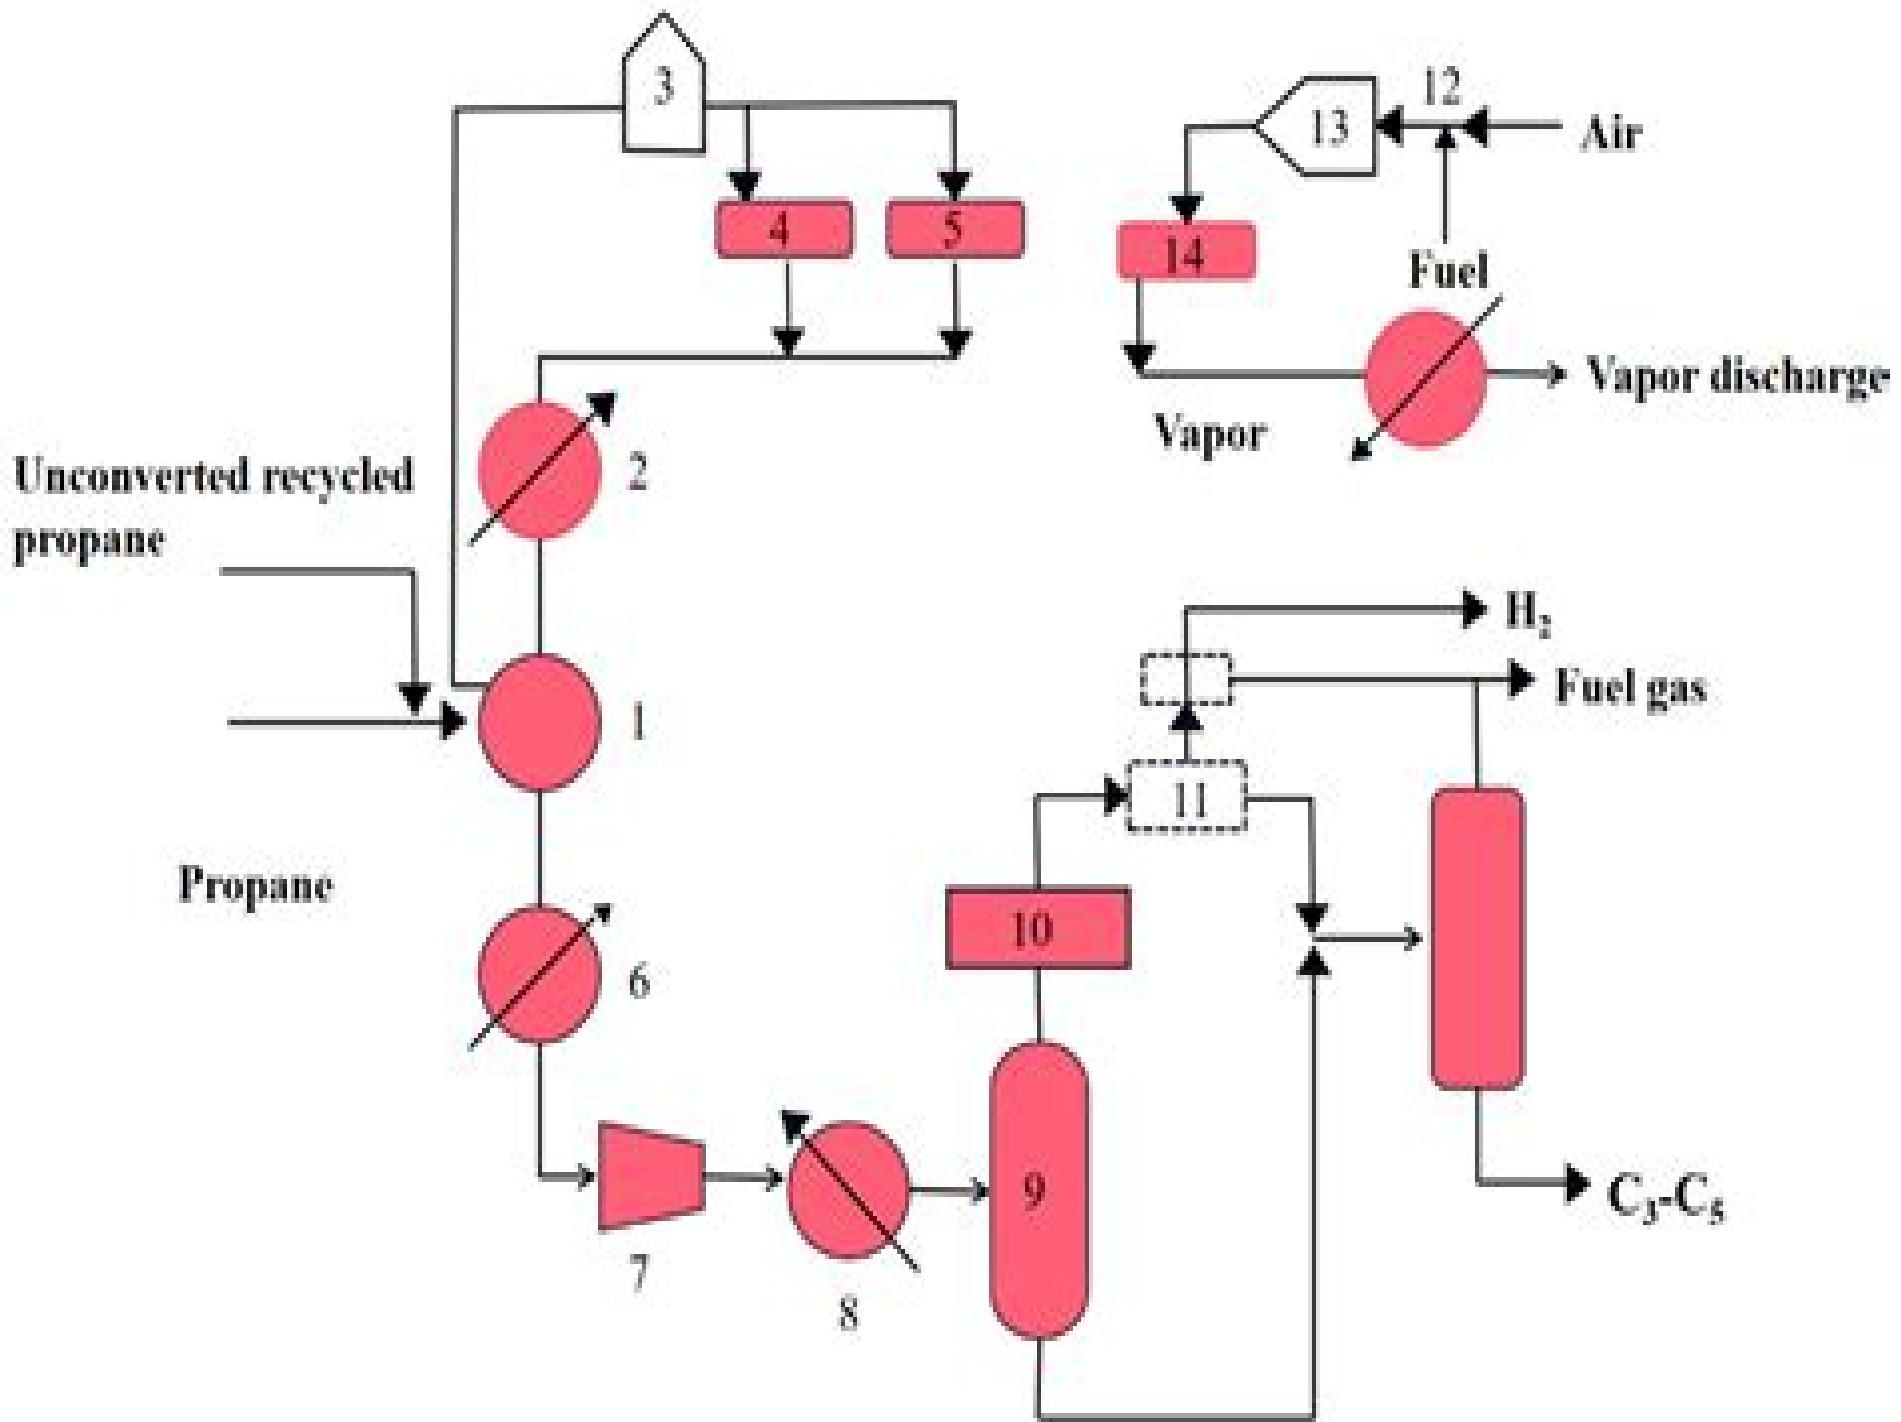 3
12
13
Air
4
5
14
Fuel
Vapor discharge
Vapor
2
Unconverted recycled
propane
H₂
Fuel gas
1
11
Propane
10
6
9
C₃-C₅
7
8